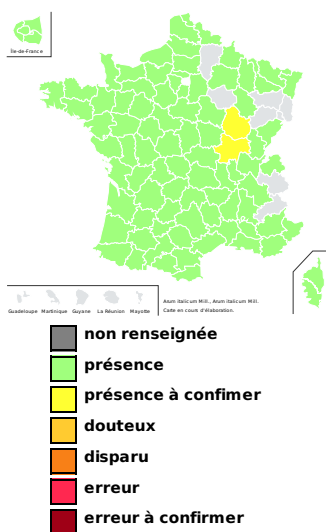 Île-de-France
Guadeloupe Martinique Guyane La Réunion Mayotte
Arum italicum Mill., Arum italicum Mill.
Carte en cours d'élaboration.
non renseignée
présence
présence à confimer
douteux
disparu
erreur
erreur à confirmer